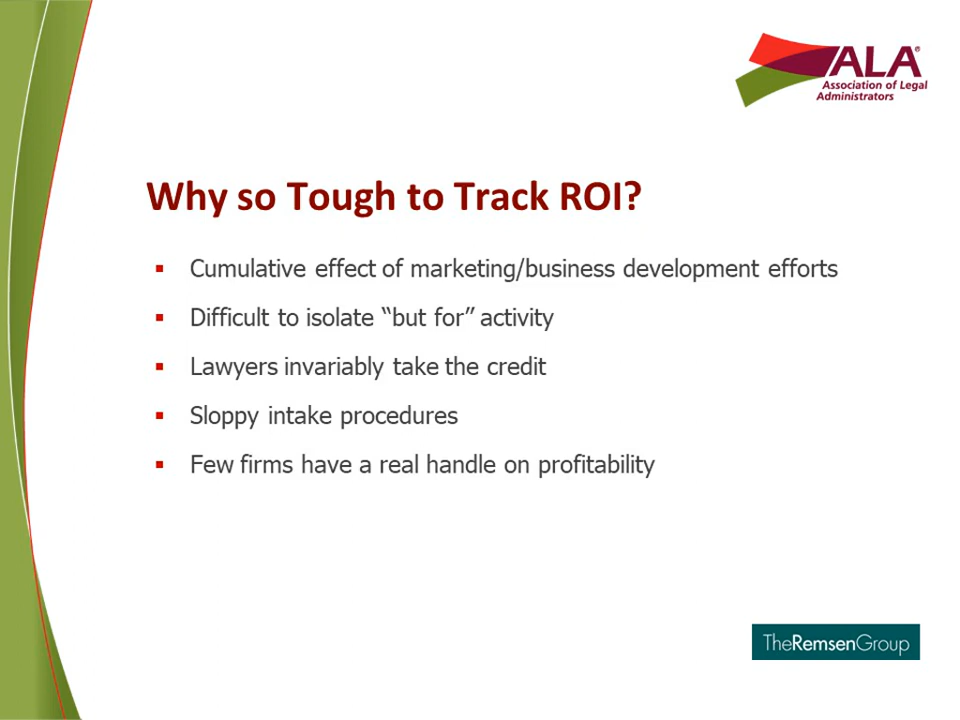 ALA®
Association of Legal
Administrators
Why so Tough to Track ROI?
▪ Cumulative effect of marketing/business development efforts
▪ Difficult to isolate “but for” activity
▪ Lawyers invariably take the credit
▪ Sloppy intake procedures
▪ Few firms have a real handle on profitability
TheRemsenGroup